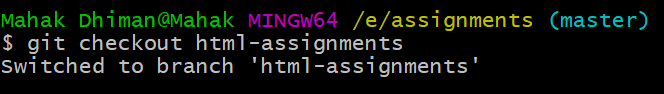 Mahak Dhiman@Mahak MINGW64 /e/assignments (master)
$ git checkout html-assignments
Switched to branch 'html-assignments'